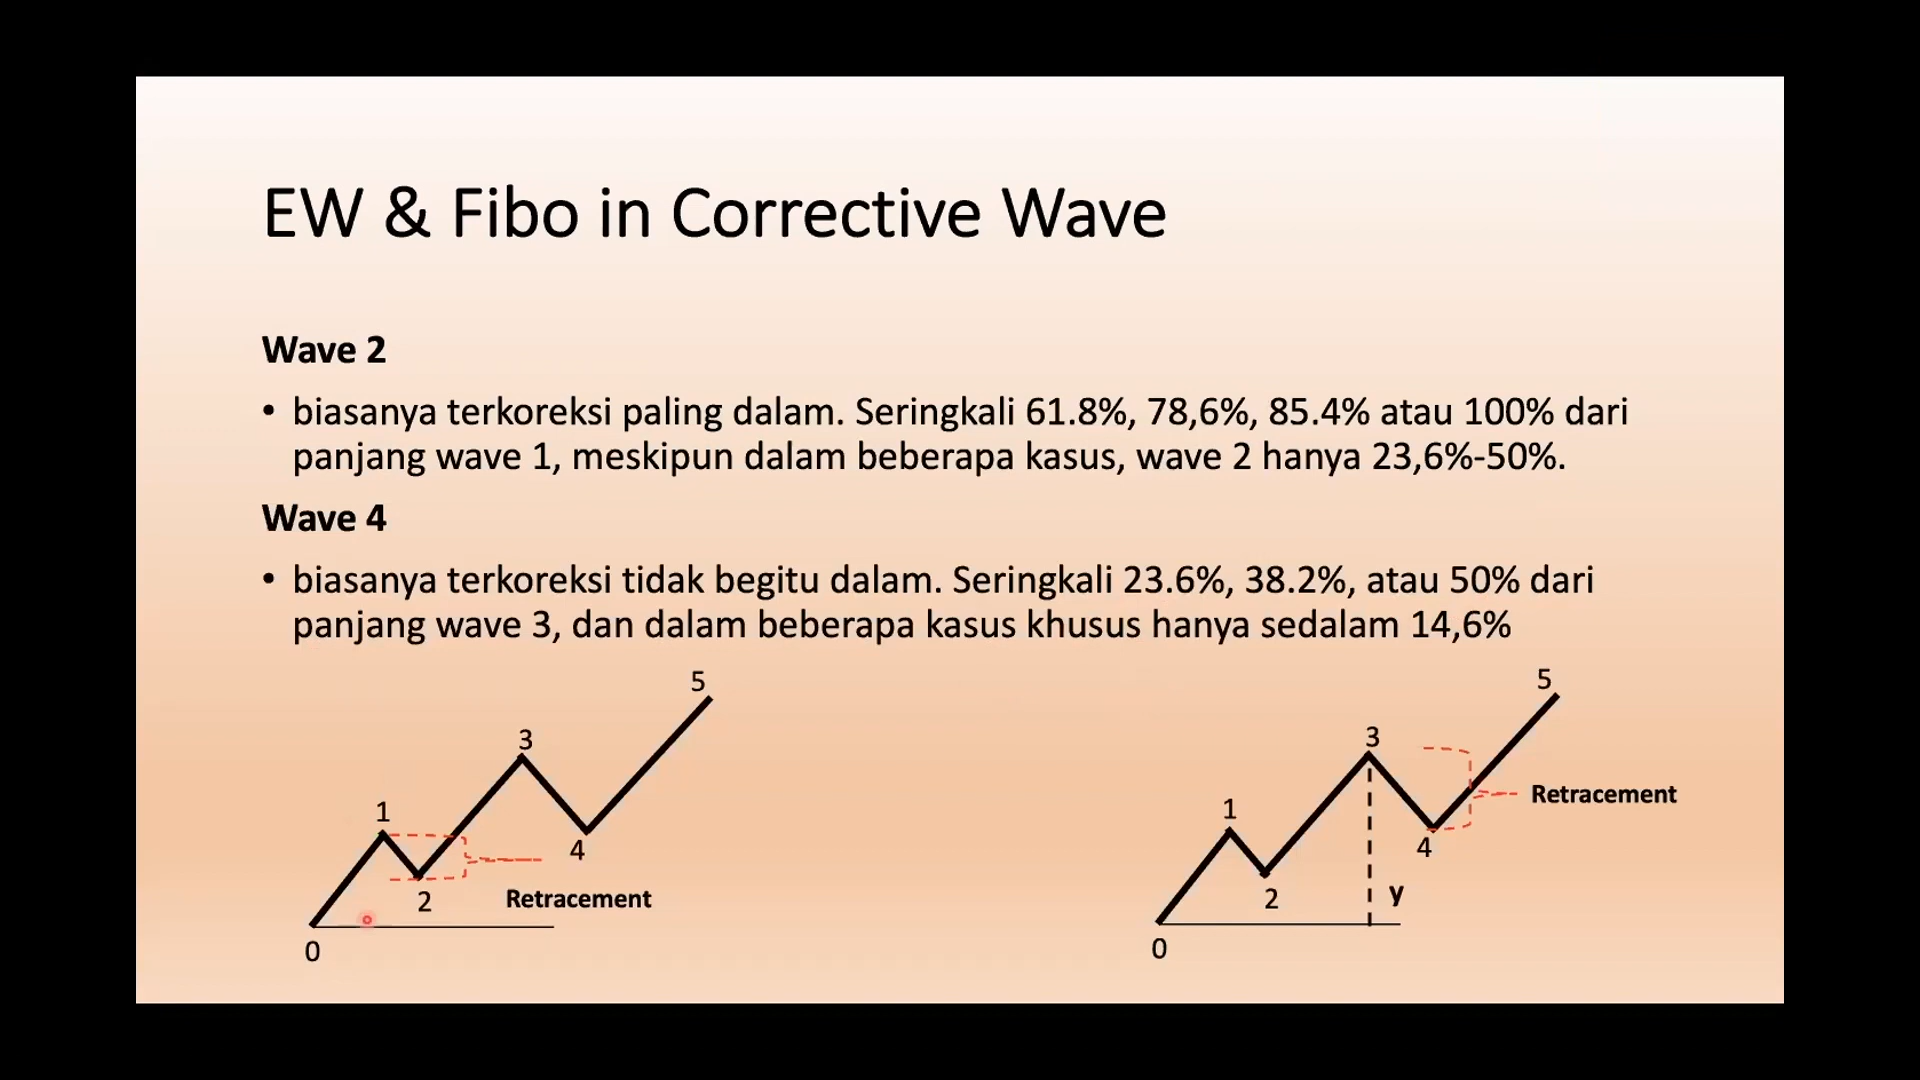 EW & Fibo in Corrective Wave
Wave 2
• biasanya terkoreksi paling dalam. Seringkali 61.8%, 78,6%, 85.4% atau 100% dari
panjang wave 1, meskipun dalam beberapa kasus, wave 2 hanya 23,6%-50%.
Wave 4
• biasanya terkoreksi tidak begitu dalam. Seringkali 23.6%, 38.2%, atau 50% dari
panjang wave 3, dan dalam beberapa kasus khusus hanya sedalam 14,6%
5
3
1
4
2
Retracement
0
5
3
Retracement
1
4
y
2
0